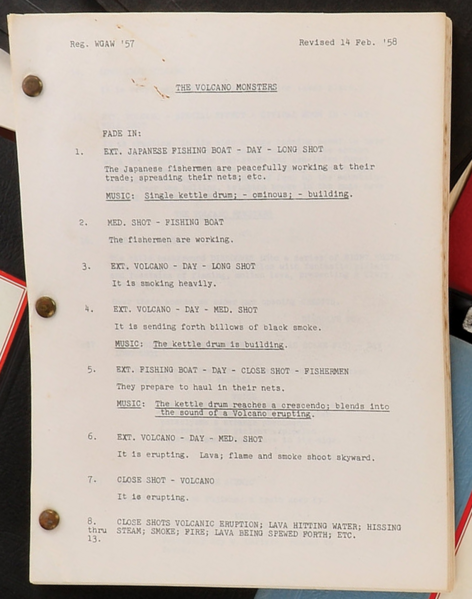 Reg. WGAW '57
Revised 14 Feb. '58
THE VOLCANO MONSTERS
FADE IN:
1. EXT. JAPANESE FISHING BOAT - DAY - LONG SHOT
The Japanese fishermen are peacefully working at their
trade; spreading their nets; etc.
MUSIC: Single kettle drum; - ominous; - building.
2. MED. SHOT - FISHING BOAT
The fishermen are working.
3. EXT. VOLCANO - DAY - LONG SHOT
It is smoking heavily.
4. EXT. VOLCANO - DAY - MED. SHOT
It is sending forth billows of black smoke.
MUSIC: The kettle drum is building.
5. EXT. FISHING BOAT - DAY - CLOSE SHOT - FISHERMEN
They prepare to haul in their nets.
MUSIC: The kettle drum reaches a crescendo; blends into
the sound of a Volcano erupting.
6. EXT. VOLCANO - DAY - MED. SHOT
It is erupting. Lava; flame and smoke shoot skyward.
7. CLOSE SHOT - VOLCANO
It is erupting.
8. CLOSE SHOTS VOLCANIC ERUPTION; LAVA HITTING WATER; HISSING
thru STEAM; SMOKE; FIRE; LAVA BEING SPEWED FORTH; ETC.
13.